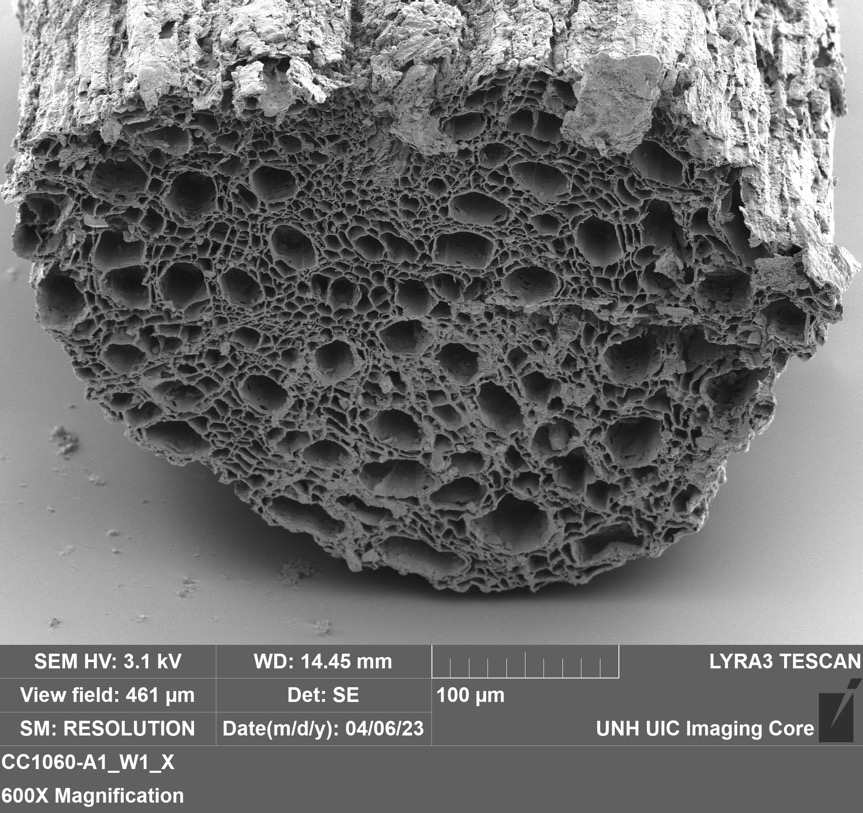 SEM HV: 3.1 kV WD: 14.45 mm LYRA3 TESCAN
View field: 461 µm Det: SE 100 µm
SM: RESOLUTION Date(m/d/y): 04/06/23 UNH UIC Imaging Core
CC1060-A1_W1_X
600X Magnification